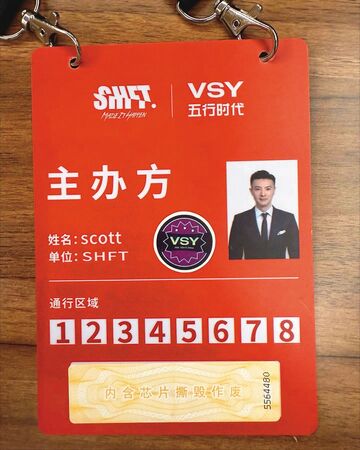 SHFT.
MADE IT HAPPEN
VSY
五行时代
主办方
姓名:scott
单位:SHFT
VSY
通行区域
1 2 3 4 5 6 7 8
内含芯片撕毁作废
5564480